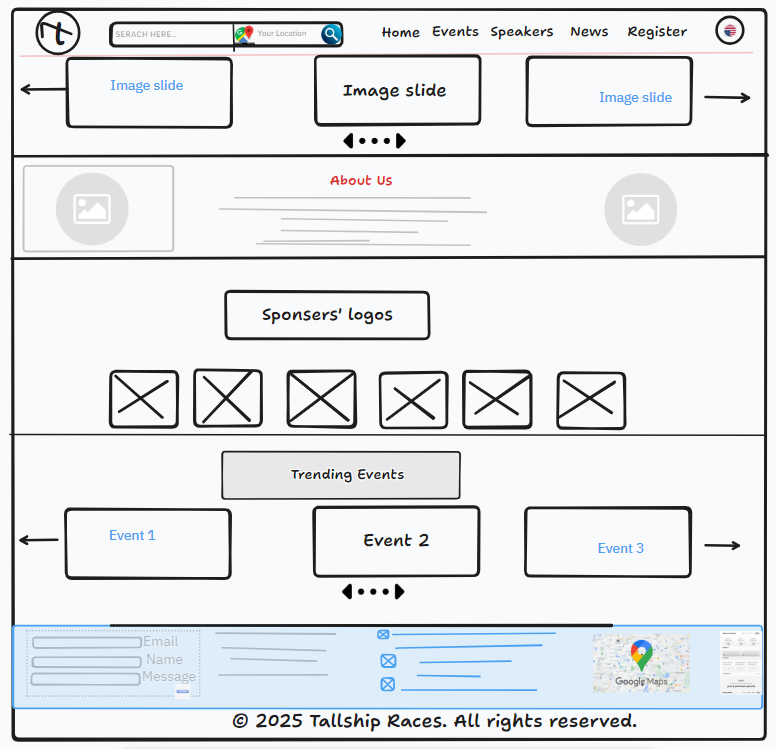 SERACH HERE..
Your Location
Home Events Speakers News Register
Image slide
Image slide
Image slide
About Us
Sponsers' logos
Trending Events
Event 1
Event 2
Event 3
Email
Name
Message
Google Maps
© 2025 Tallship Races. All rights reserved.